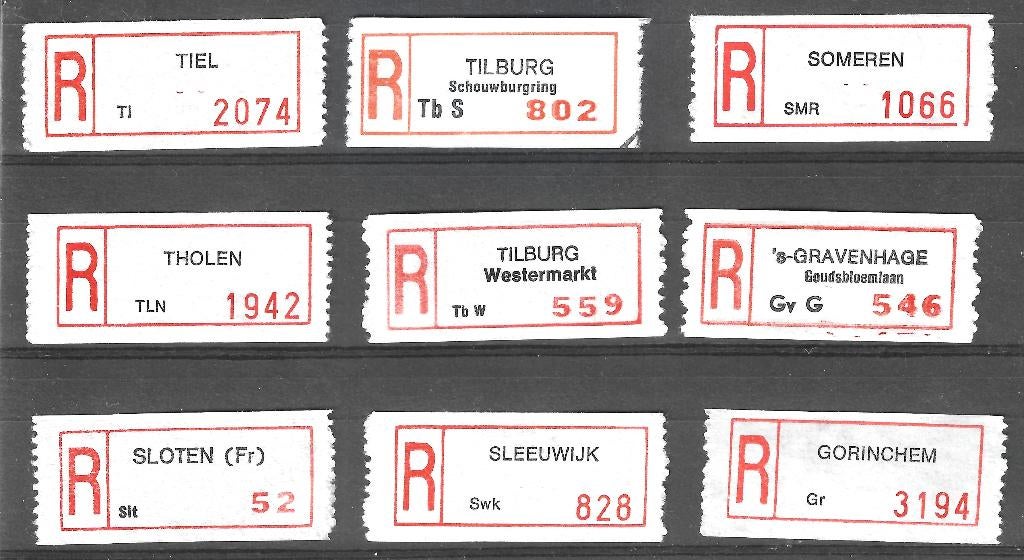 R TIEL
Tl 2074
R TILBURG
Schouwburgring
Tb S 802
R SOMEREN
SMR 1066
R THOLEN
TLN 1942
R TILBURG
Westermarkt
Tb W 559
R 's-GRAVENHAGE
Goudsbloemlaan
Gv G 546
R SLOTEN (Fr)
Slt 52
R SLEEUWIJK
Swk 828
R GORINCHEM
Gr 3194